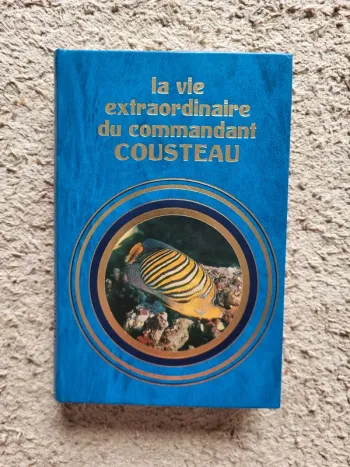 la vie
extraordinaire
du commandant
COUSTEAU